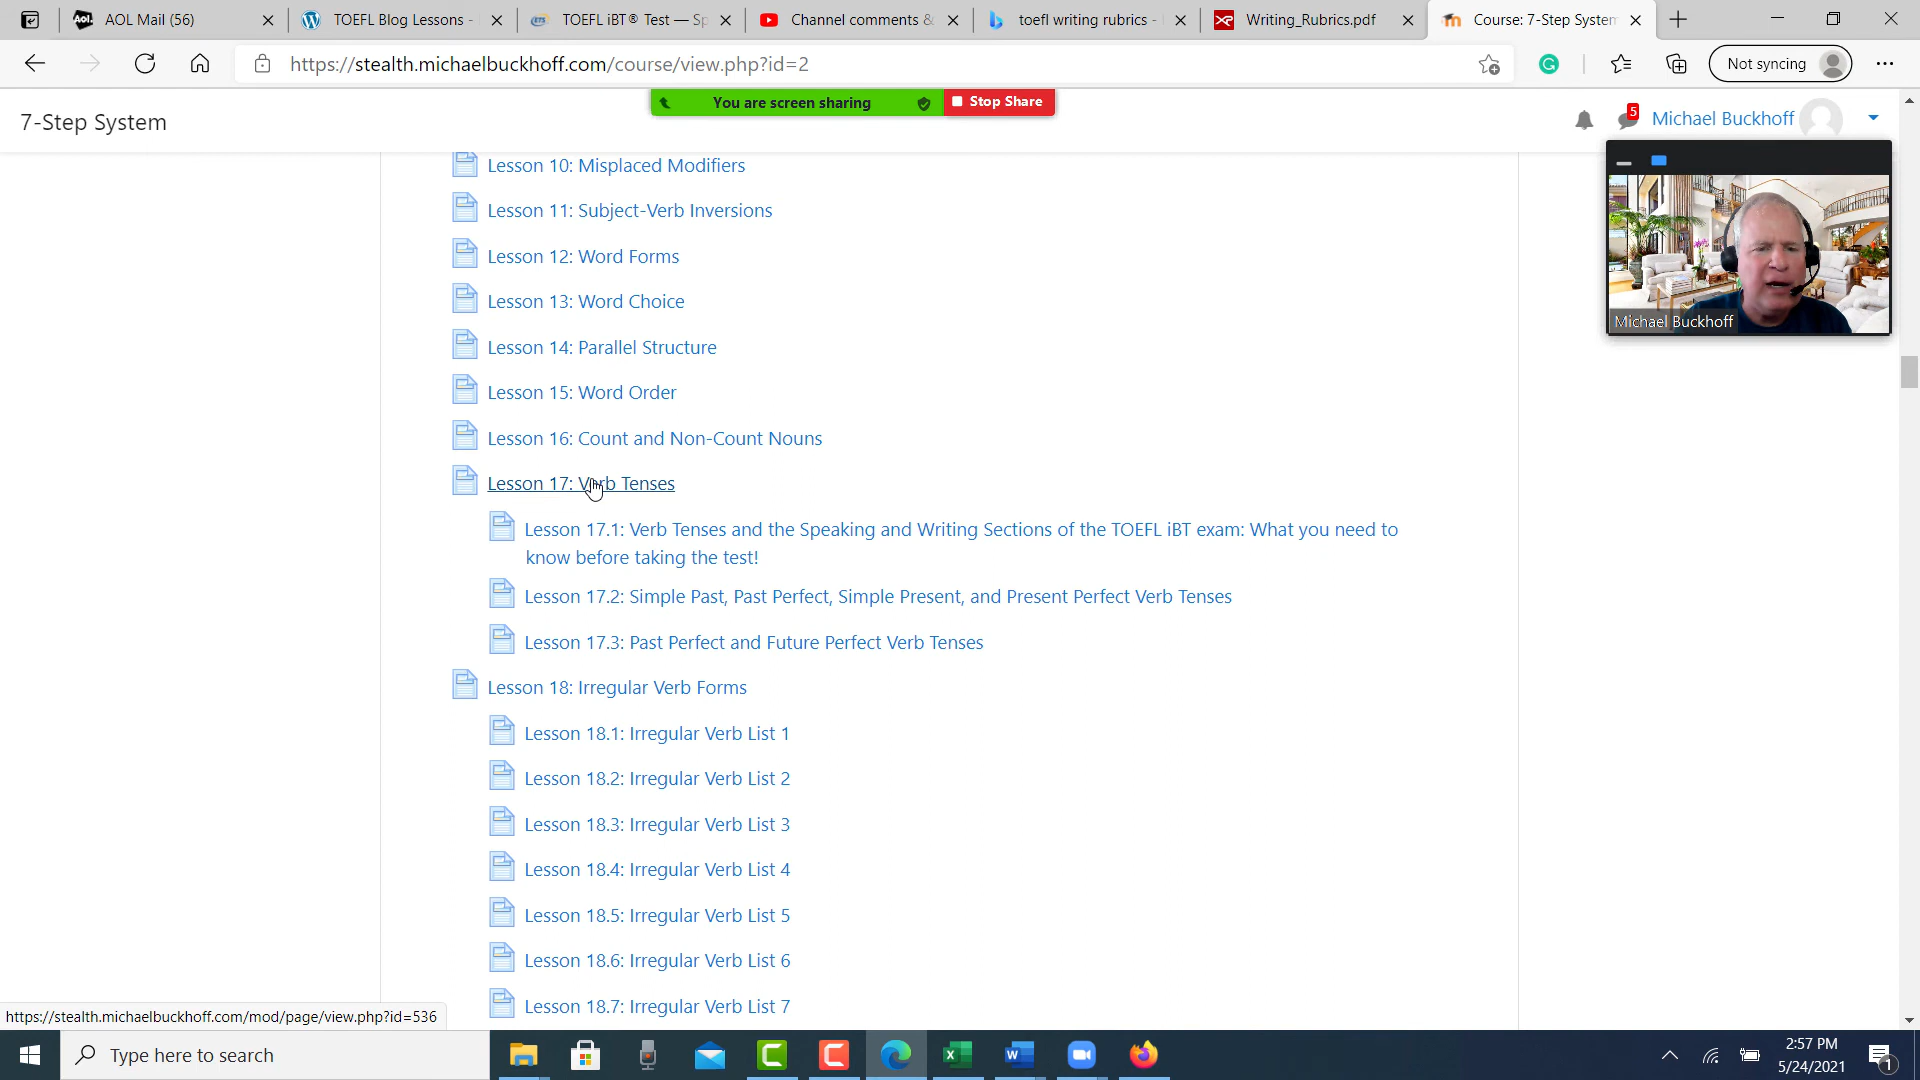 AOL Mail (56)
TOEFL Blog Lessons -
TOEFL iBT® Test — Sp
Channel comments &
toefl writing rubrics -
Writing_Rubrics.pdf
Course: 7-Step System
https://stealth.michaelbuckhoff.com/course/view.php?id=2
Not syncing
You are screen sharing
Stop Share
7-Step System
5
Michael Buckhoff
Lesson 10: Misplaced Modifiers
Lesson 11: Subject-Verb Inversions
Lesson 12: Word Forms
Lesson 13: Word Choice
Michael Buckhoff
Lesson 14: Parallel Structure
Lesson 15: Word Order
Lesson 16: Count and Non-Count Nouns
Lesson 17: Verb Tenses
Lesson 17.1: Verb Tenses and the Speaking and Writing Sections of the TOEFL iBT exam: What you need to
know before taking the test!
Lesson 17.2: Simple Past, Past Perfect, Simple Present, and Present Perfect Verb Tenses
Lesson 17.3: Past Perfect and Future Perfect Verb Tenses
Lesson 18: Irregular Verb Forms
Lesson 18.1: Irregular Verb List 1
Lesson 18.2: Irregular Verb List 2
Lesson 18.3: Irregular Verb List 3
Lesson 18.4: Irregular Verb List 4
Lesson 18.5: Irregular Verb List 5
Lesson 18.6: Irregular Verb List 6
Lesson 18.7: Irregular Verb List 7
https://stealth.michaelbuckhoff.com/mod/page/view.php?id=536
Type here to search
2:57 PM
5/24/2021
1